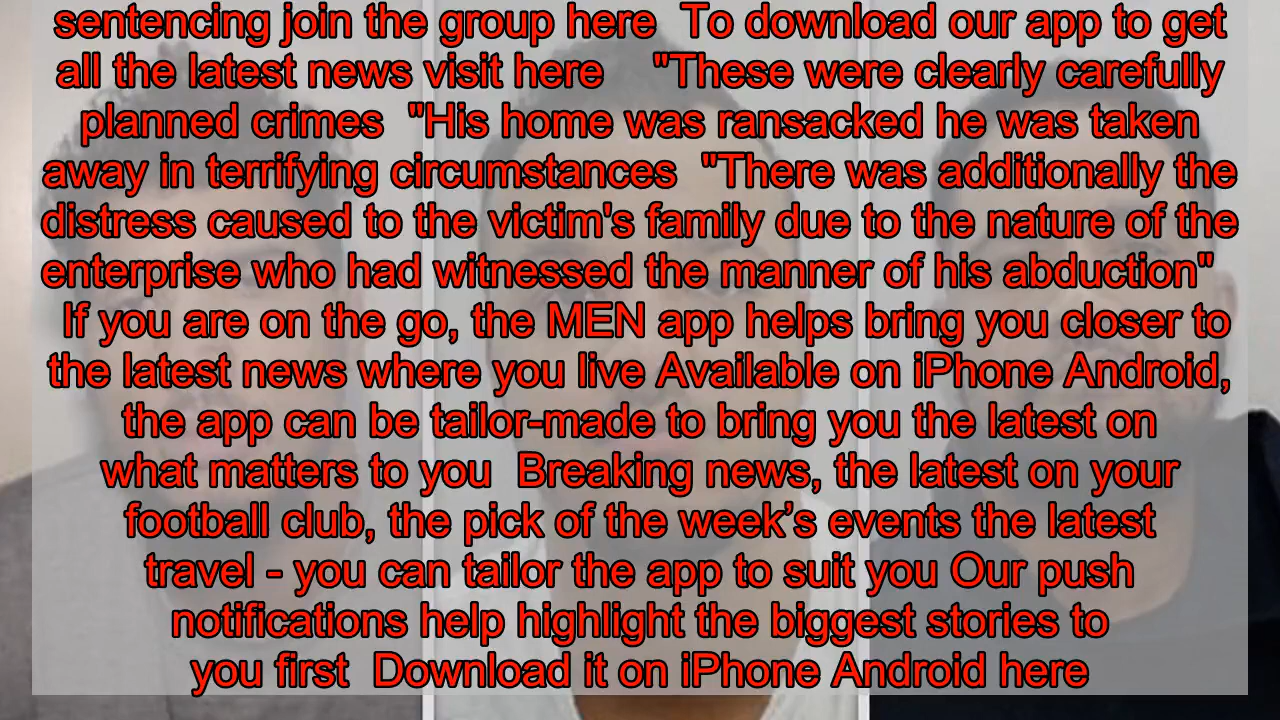 sentencing join the group here  To download our app to get
all the latest news visit here    "These were clearly carefully
planned crimes  "His home was ransacked he was taken
away in terrifying circumstances  "There was additionally the
distress caused to the victim's family due to the nature of the
enterprise who had witnessed the manner of his abduction"
If you are on the go, the MEN app helps bring you closer to
the latest news where you live Available on iPhone Android,
the app can be tailor-made to bring you the latest on
what matters to you  Breaking news, the latest on your
football club, the pick of the week’s events the latest
travel - you can tailor the app to suit you Our push
notifications help highlight the biggest stories to
you first  Download it on iPhone Android here